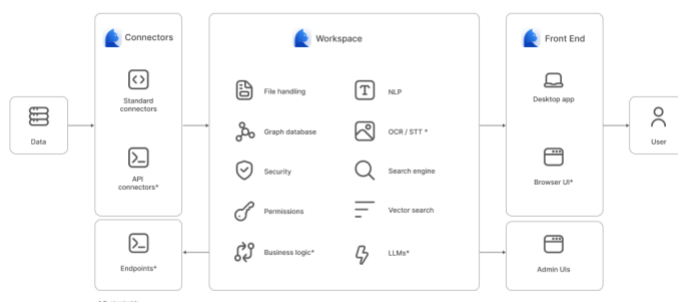 Connectors
Workspace
Front End
Standard
connectors
File handling
NLP
Desktop app
Data
Graph database
OCR / STT *
User
API
connectors*
Security
Search engine
Browser UI*
Permissions
Vector search
Endpoints*
Business logic*
LLMs*
Admin UIs